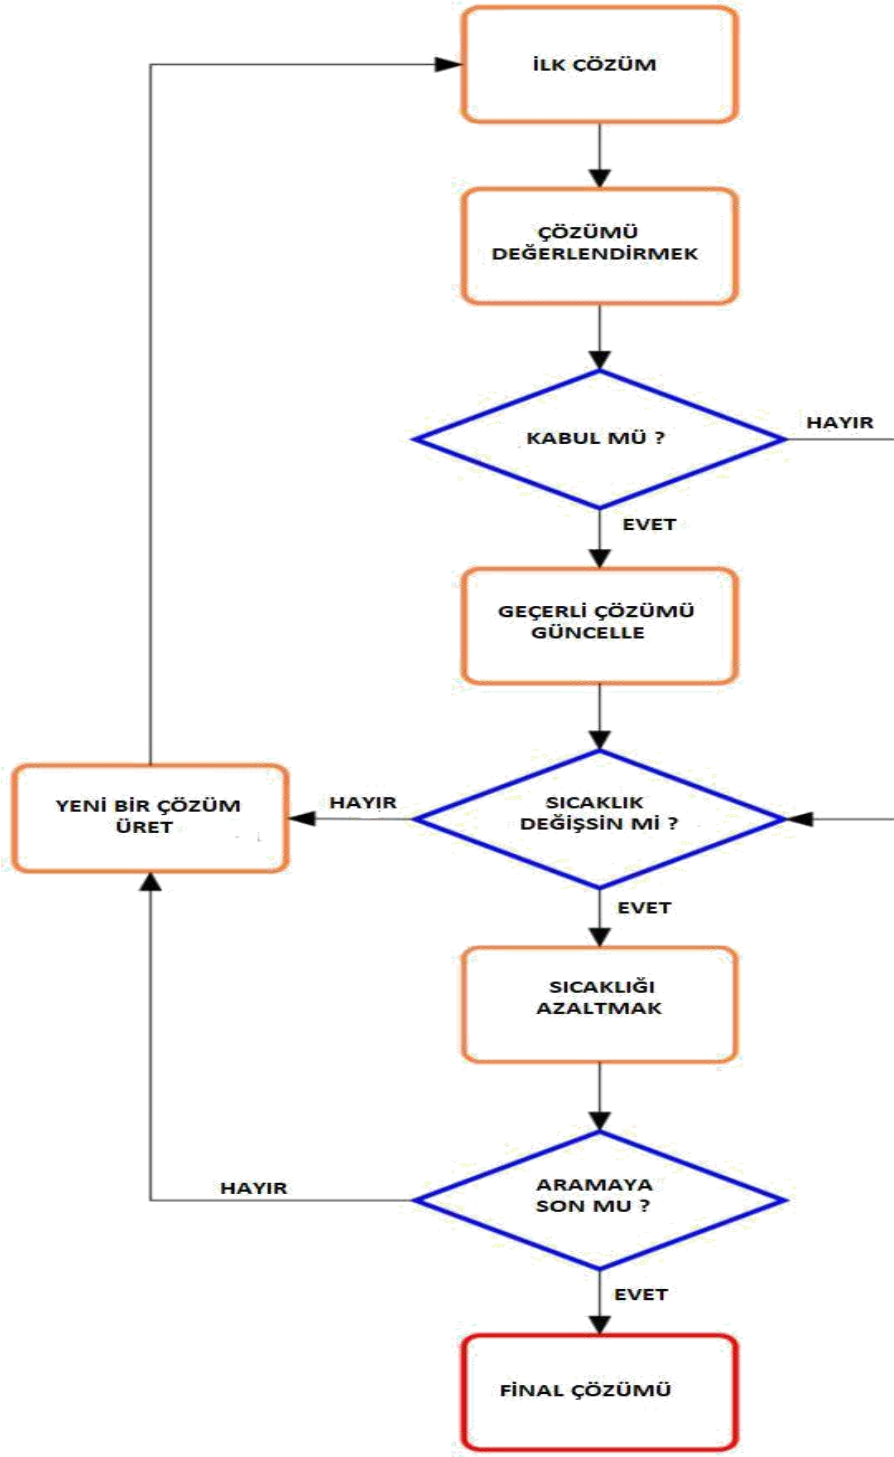 İLK ÇÖZÜM
ÇÖZÜMÜ
DEĞERLENDİRMEK
KABUL MÜ ?
HAYIR
EVET
GEÇERLİ ÇÖZÜMÜ
GÜNCELLE
YENİ BİR ÇÖZÜM
ÜRET
HAYIR
SICAKLIK
DEĞİŞSİN Mİ ?
EVET
SICAKLIĞI
AZALTMAK
HAYIR
ARAMAYA
SON MU ?
EVET
FİNAL ÇÖZÜMÜ